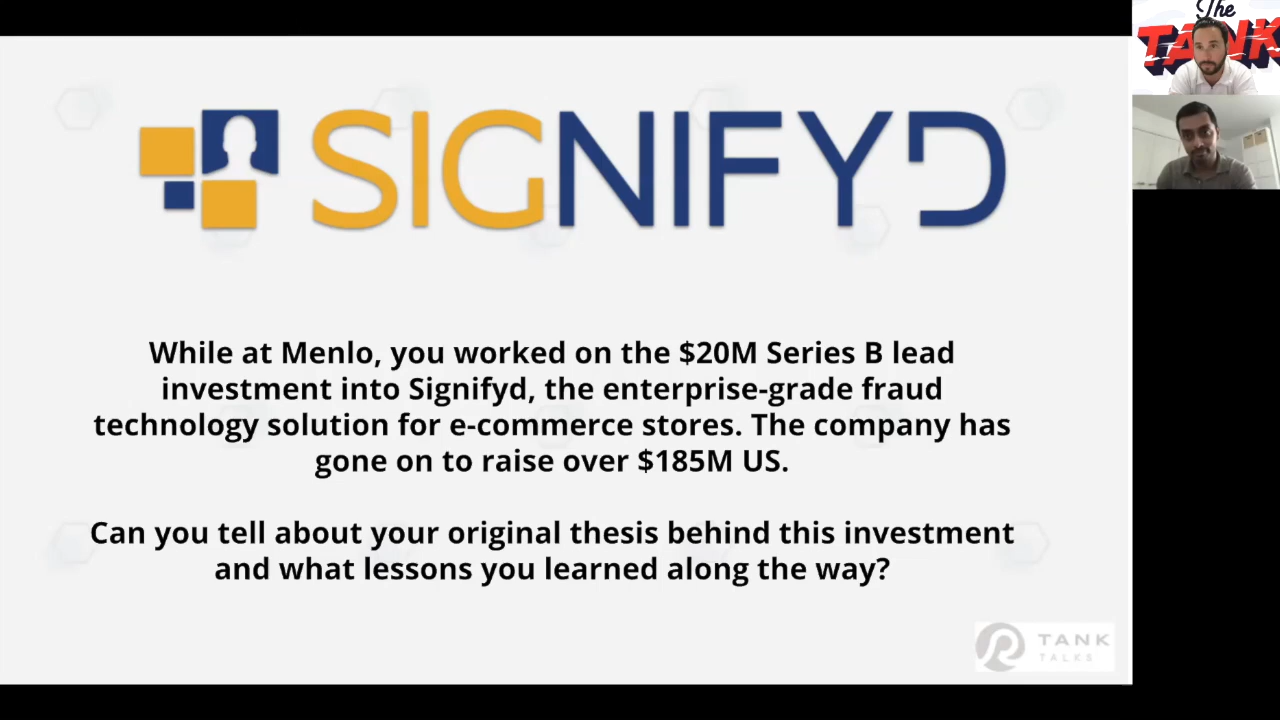 SIGNIFYD
While at Menlo, you worked on the $20M Series B lead
investment into Signifyd, the enterprise-grade fraud
technology solution for e-commerce stores. The company has
gone on to raise over $185M US.
Can you tell about your original thesis behind this investment
and what lessons you learned along the way?
TANK
TALKS
The
TANK